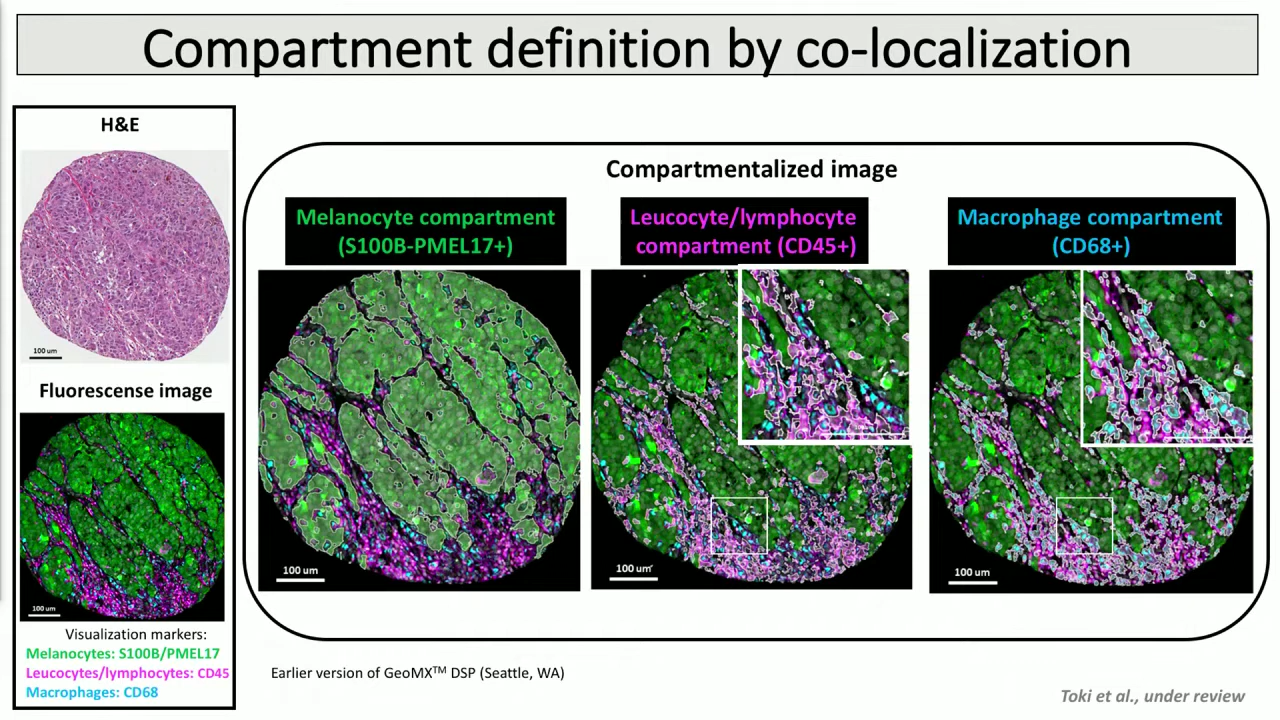 Compartment definition by co-localization
H&E
100 um
Fluorescense image
100 um
Visualization markers:
Melanocytes: S100B/PMEL17
Leucocytes/lymphocytes: CD45
Macrophages: CD68
Compartmentalized image
Melanocyte compartment
(S100B-PMEL17+)
100 um
Leucocyte/lymphocyte
compartment (CD45+)
100 um
Macrophage compartment
(CD68+)
100 um
Earlier version of GeoMX™ DSP (Seattle, WA)
Toki et al., under review